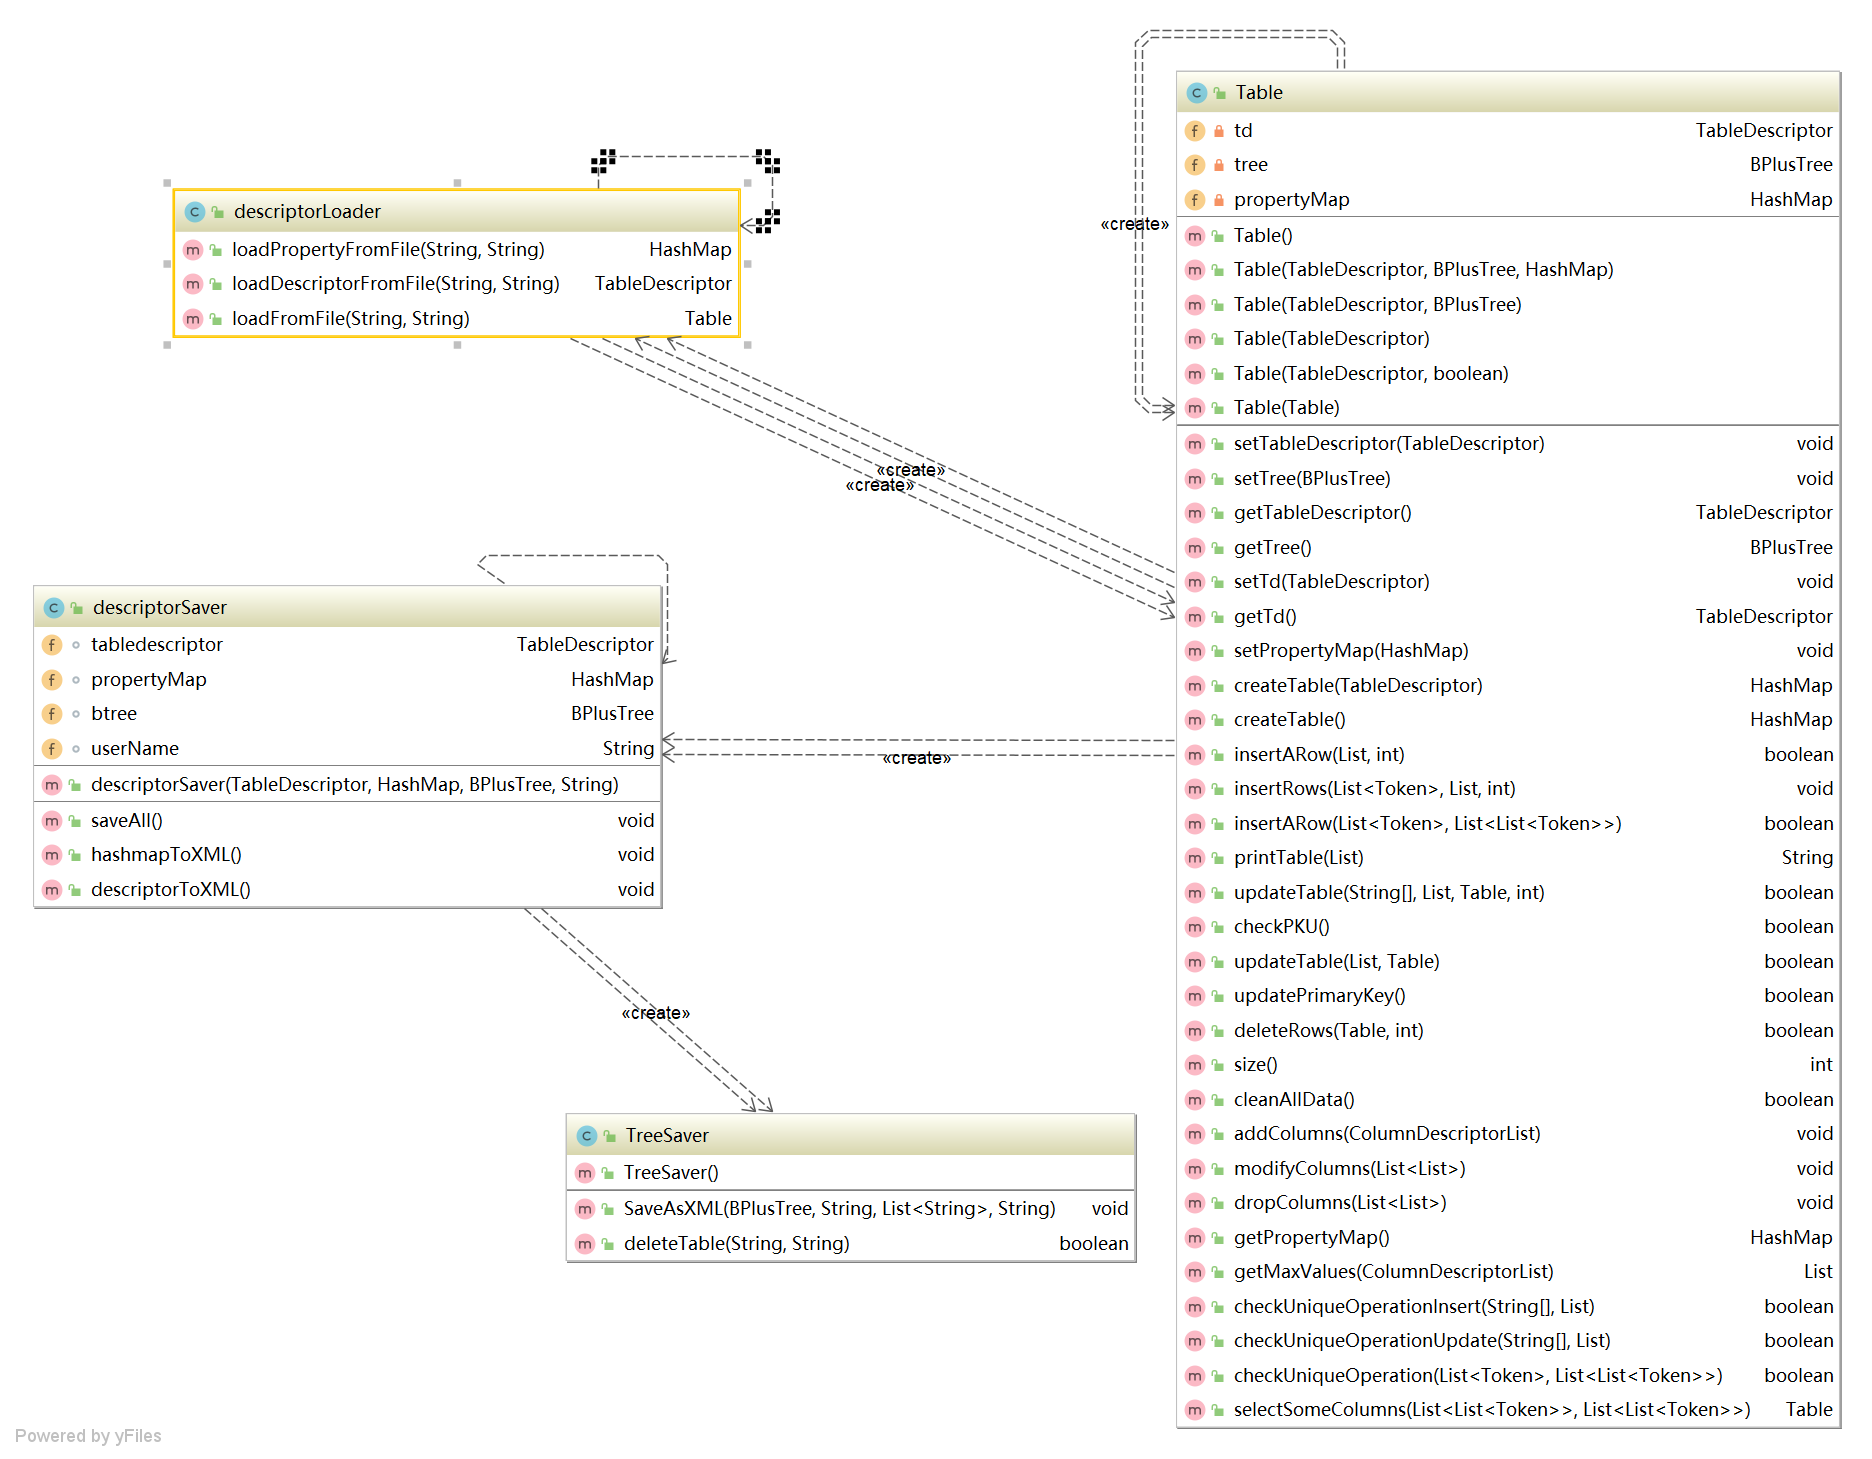 descriptorLoader
loadPropertyFromFile(String, String) HashMap
loadDescriptorFromFile(String, String) TableDescriptor
loadFromFile(String, String) Table
«create»
«create»
descriptorSaver
tabledescriptor TableDescriptor
propertyMap HashMap
btree BPlusTree
userName String
descriptorSaver(TableDescriptor, HashMap, BPlusTree, String)
saveAll() void
hashmapToXML() void
descriptorToXML() void
«create»
«create»
TreeSaver
TreeSaver()
SaveAsXML(BPlusTree, String, List<String>, String) void
deleteTable(String, String) boolean
«create»
Table
td TableDescriptor
tree BPlusTree
propertyMap HashMap
Table()
Table(TableDescriptor, BPlusTree, HashMap)
Table(TableDescriptor, BPlusTree)
Table(TableDescriptor)
Table(TableDescriptor, boolean)
Table(Table)
setTableDescriptor(TableDescriptor) void
setTree(BPlusTree) void
getTableDescriptor() TableDescriptor
getTree() BPlusTree
setTd(TableDescriptor) void
getTd() TableDescriptor
setPropertyMap(HashMap) void
createTable(TableDescriptor) HashMap
createTable() HashMap
insertARow(List, int) boolean
insertRows(List<Token>, List, int) void
insertARow(List<Token>, List<List<Token>>) boolean
printTable(List) String
updateTable(String[], List, Table, int) boolean
checkPKU() boolean
updateTable(List, Table) boolean
updatePrimaryKey() boolean
deleteRows(Table, int) boolean
size() int
cleanAllData() boolean
addColumns(ColumnDescriptorList) void
modifyColumns(List<List>) void
dropColumns(List<List>) void
getPropertyMap() HashMap
getMaxValues(ColumnDescriptorList) List
checkUniqueOperationInsert(String[], List) boolean
checkUniqueOperationUpdate(String[], List) boolean
checkUniqueOperation(List<Token>, List<List<Token>>) boolean
selectSomeColumns(List<List<Token>>, List<List<Token>>) Table
Powered by yFiles